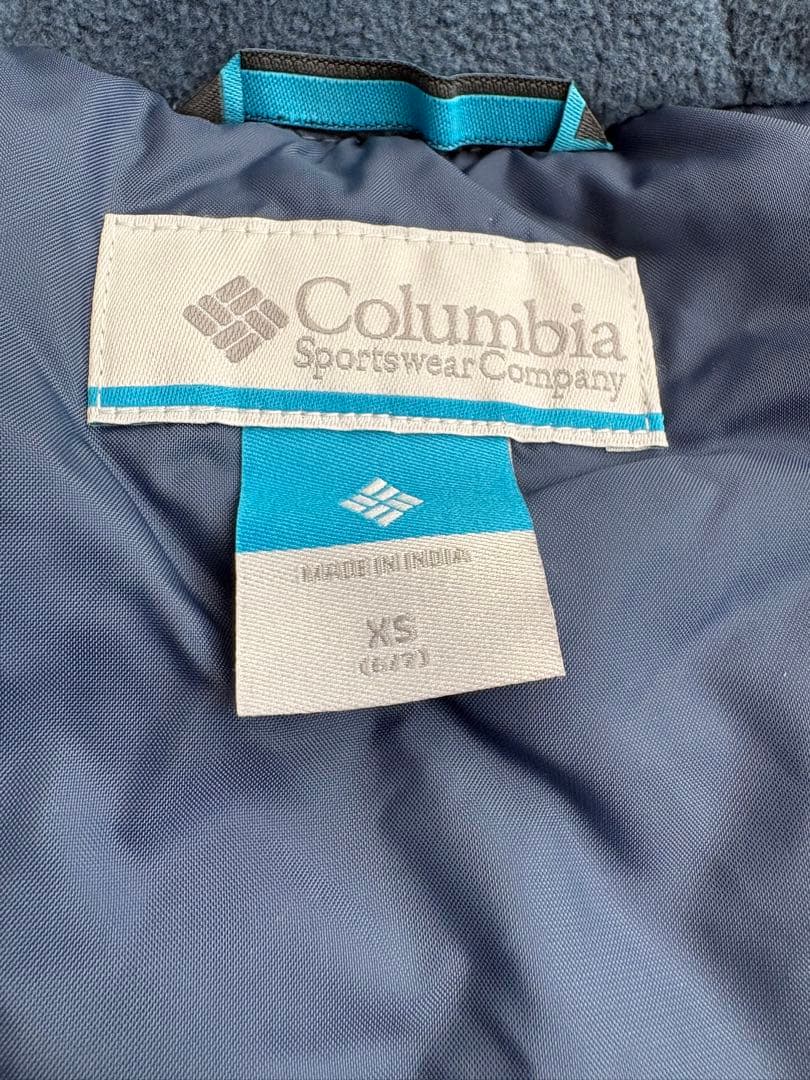 Columbia
Sportswear Company
MADE IN INDIA
XS
(6/7)